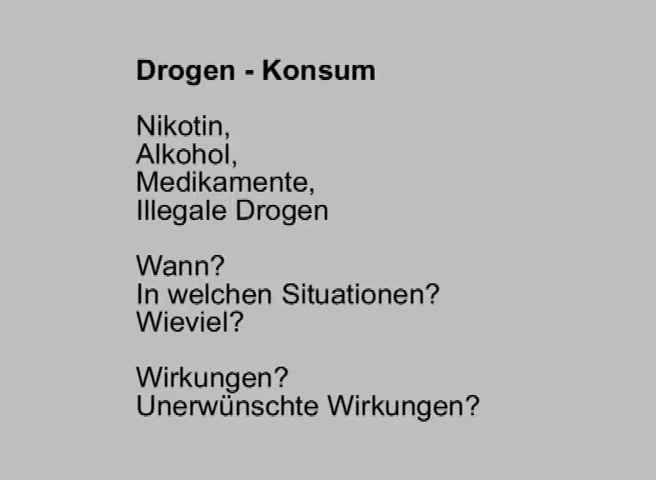 Drogen - Konsum
Nikotin,
Alkohol,
Medikamente,
Illegale Drogen
Wann?
In welchen Situationen?
Wieviel?
Wirkungen?
Unerwünschte Wirkungen?